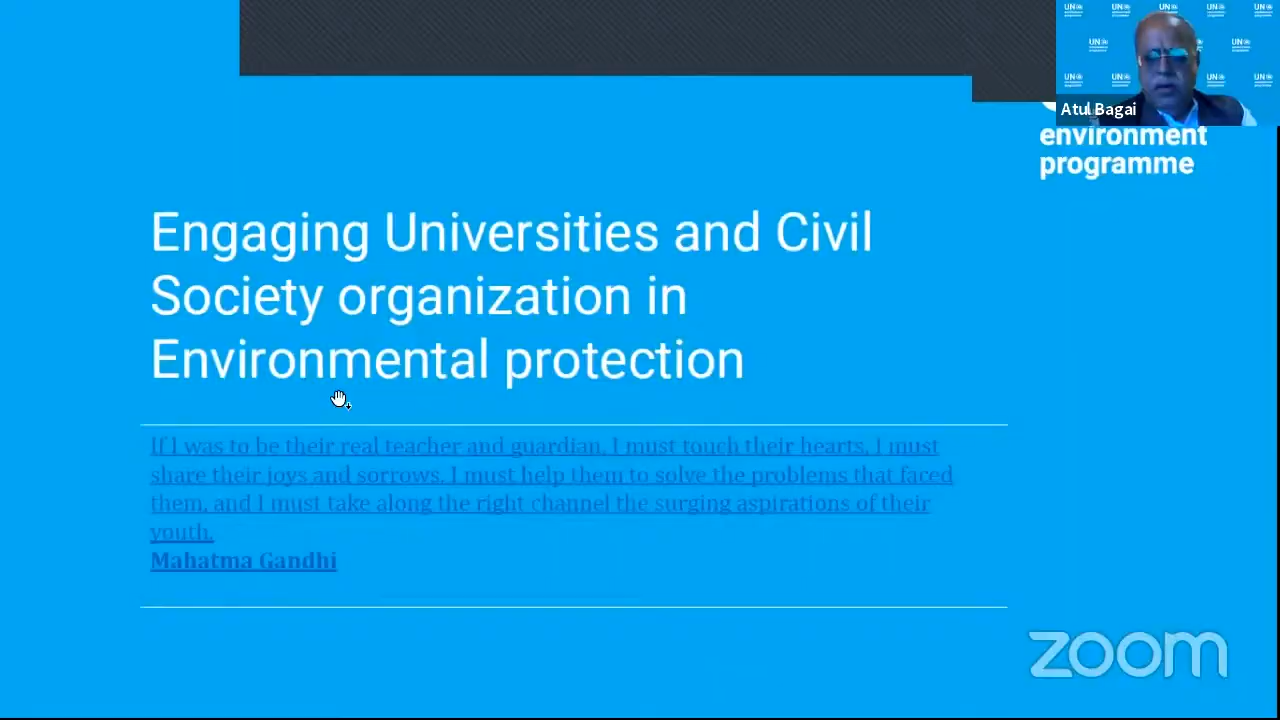 Atul Bagai
environment
programme
Engaging Universities and Civil
Society organization in
Environmental protection
If I was to be their real teacher and guardian, I must touch their hearts, I must
share their joys and sorrows. I must help them to solve the problems that faced
them, and I must take along the right channel the surging aspirations of their
youth.
Mahatma Gandhi
zoom